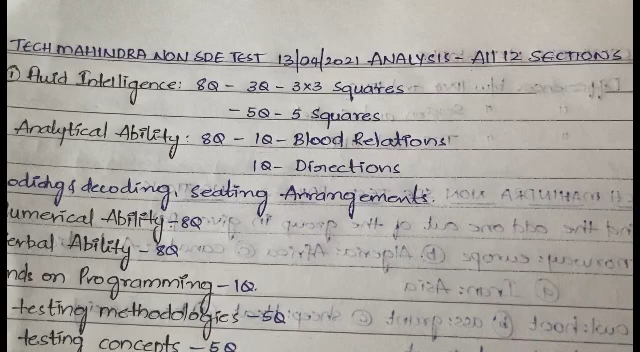 TECH MAHINDRA NON SDE TEST 13/04/2021 ANALYSIS - All 12 SECTIONS
① Fluid Intelligence: 8Q - 3Q - 3x3 Squares
- 5Q - 5 Squares
Analytical Ability: 8Q - 1Q - Blood Relations
1Q - Directions
oding & decoding, Seating Arrangements.
umerical Ability - 8Q
erbal Ability - 8Q
nds on Programming - 1Q.
- testing methodologies - 5Q
testing concepts - 5Q